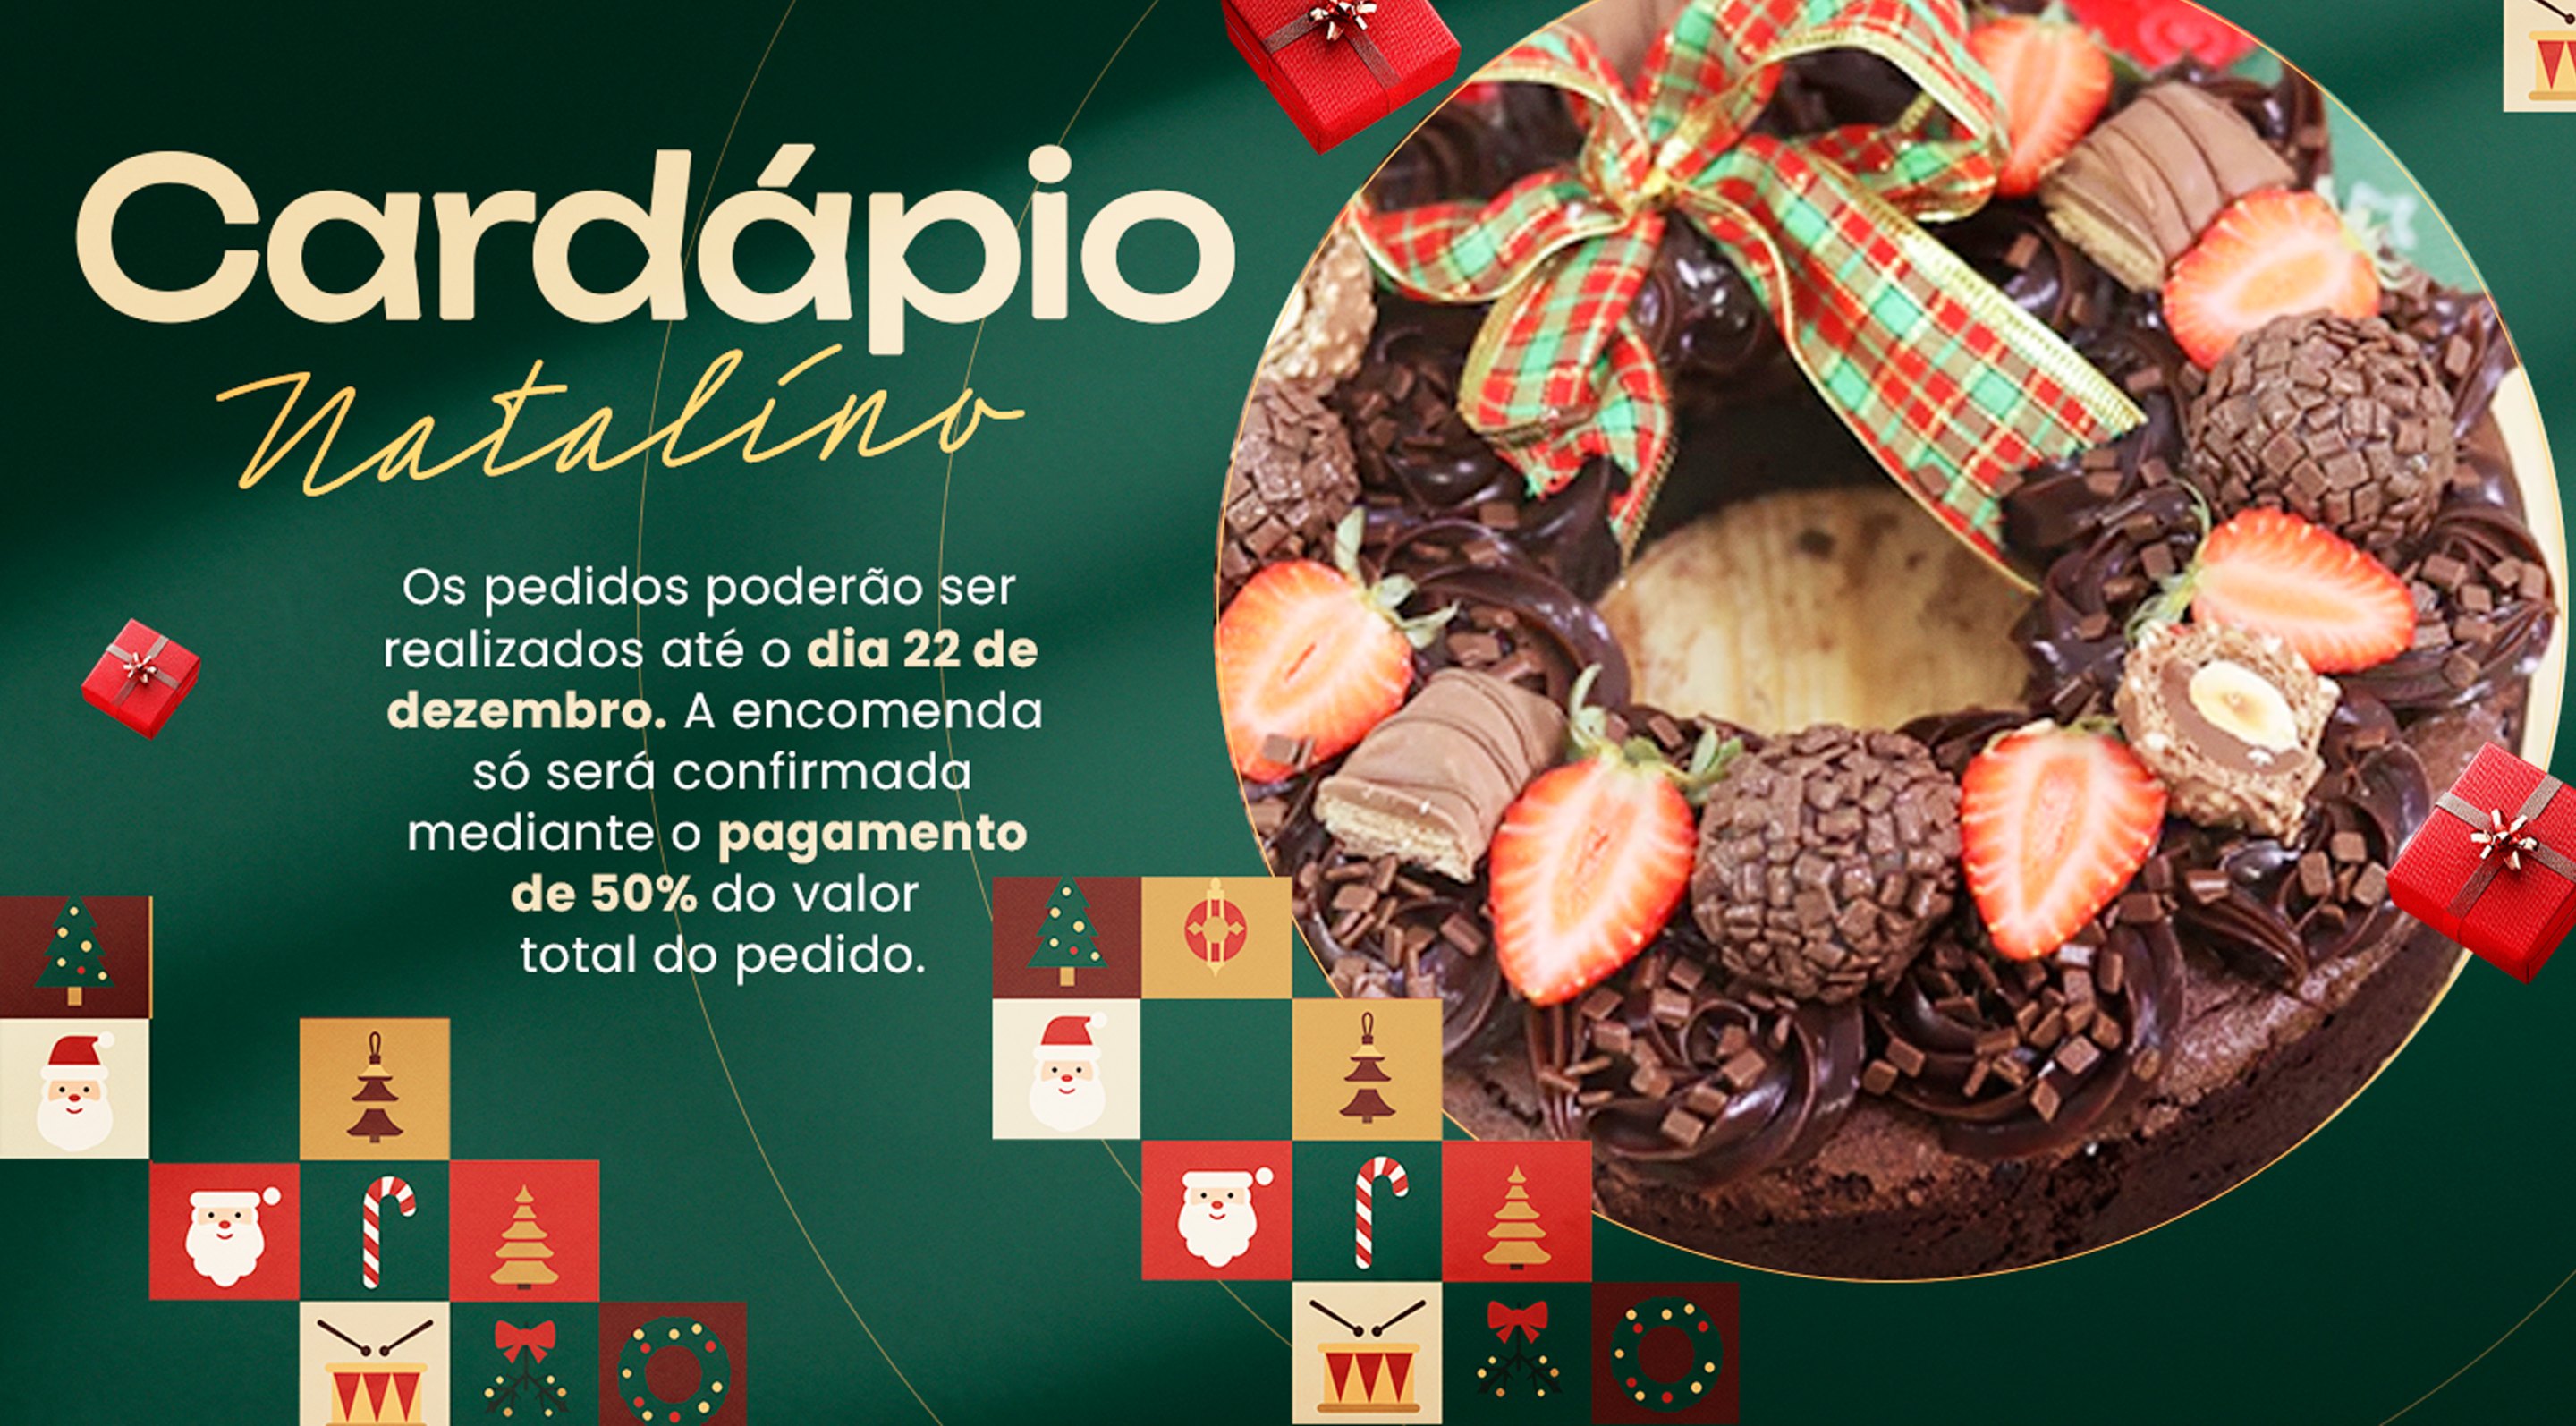 Cardápio
Natalino
Os pedidos poderão ser
realizados até o dia 22 de
dezembro. A encomenda
só será confirmada
mediante o pagamento
de 50% do valor
total do pedido.